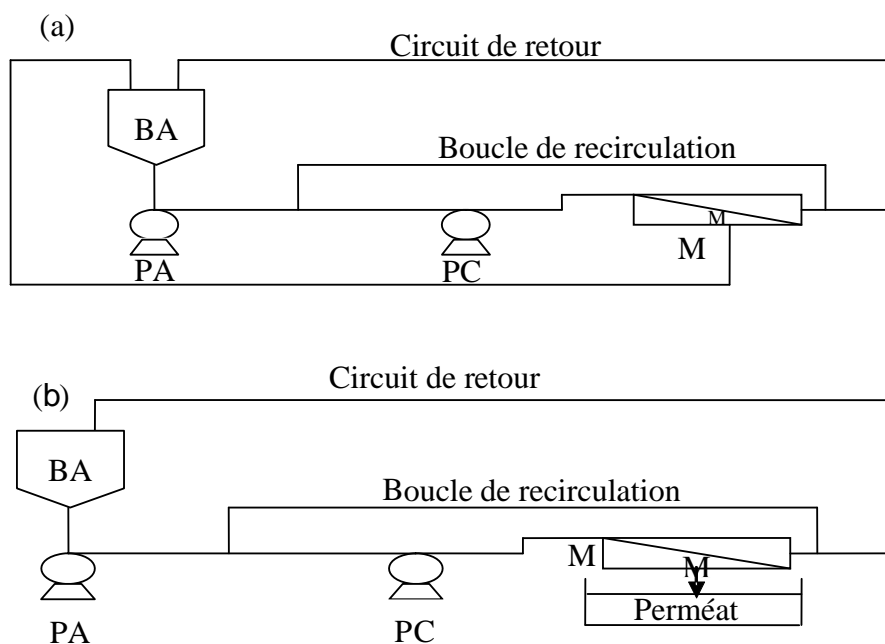 (a)
Circuit de retour
BA
Boucle de recirculation
M
PA
PC
M
Circuit de retour
(b)
BA
Boucle de recirculation
M
M
Perméat
PA
PC